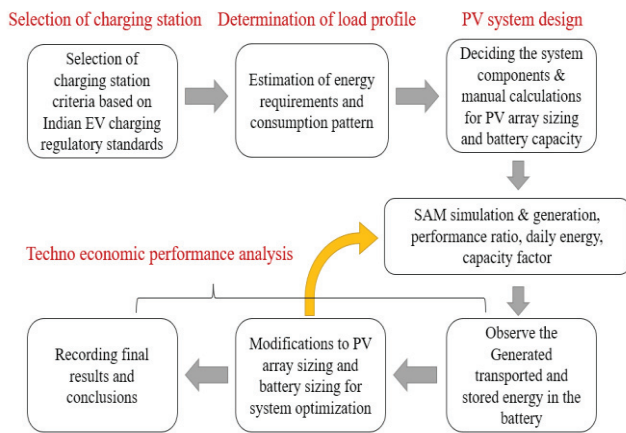 Selection of charging station
Determination of load profile
PV system design
Selection of
charging station
criteria based on
Indian EV charging
regulatory standards
Estimation of energy
requirements and
consumption pattern
Deciding the system
components &
manual calculations
for PV array sizing
and battery capacity
SAM simulation & generation,
performance ratio, daily energy,
capacity factor
Techno economic performance analysis
Recording final
results and
conclusions
Modifications to PV
array sizing and
battery sizing for
system optimization
Observe the
Generated
transported and
stored energy in the
battery